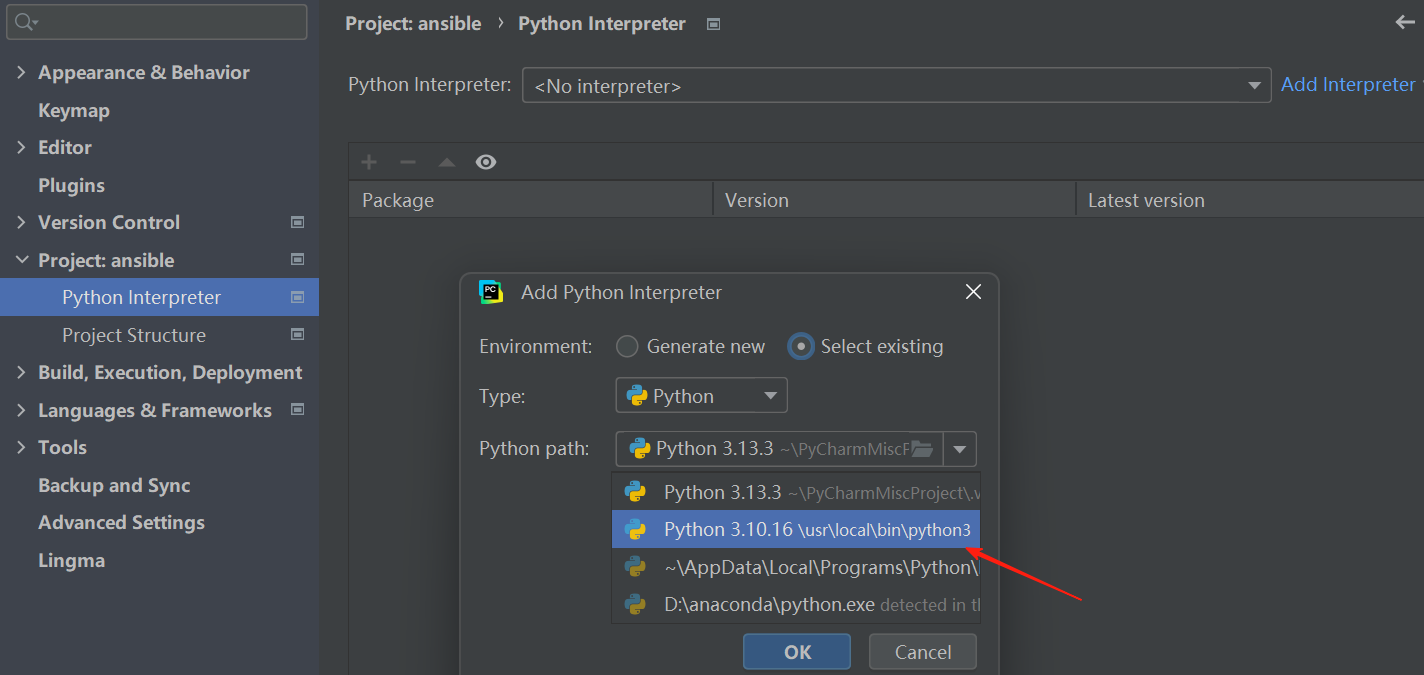 Project: ansible › Python Interpreter
Appearance & Behavior
Keymap
Editor
Plugins
Version Control
Project: ansible
Python Interpreter
Project Structure
Build, Execution, Deployment
Languages & Frameworks
Tools
Backup and Sync
Advanced Settings
Lingma
Python Interpreter: <No interpreter> Add Interpreter
Package Version Latest version
PC Add Python Interpreter
Environment: Generate new Select existing
Type: Python
Python path: Python 3.13.3 ~\PyCharmMiscP
Python 3.13.3 ~\PyCharmMiscProject\.v
Python 3.10.16 \usr\local\bin\python3
~\AppData\Local\Programs\Python\
D:\anaconda\python.exe detected in th
OK Cancel